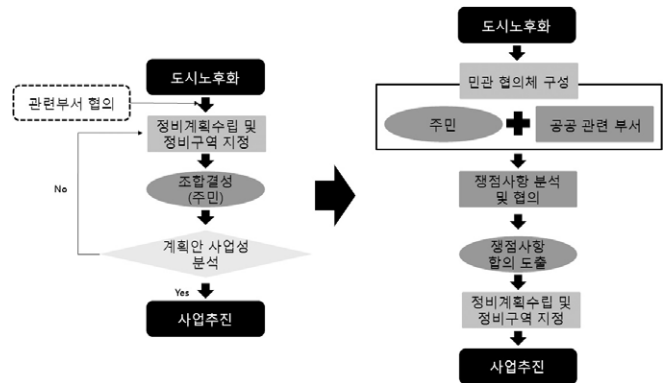 도시노후화
관련부서 협의
정비계획수립 및
정비구역 지정
No
조합결성
(주민)
계획안 사업성
분석
Yes
사업추진
도시노후화
민관 협의체 구성
주민
공공 관련 부서
쟁점사항 분석
및 협의
쟁점사항
합의 도출
정비계획수립 및
정비구역 지정
사업추진